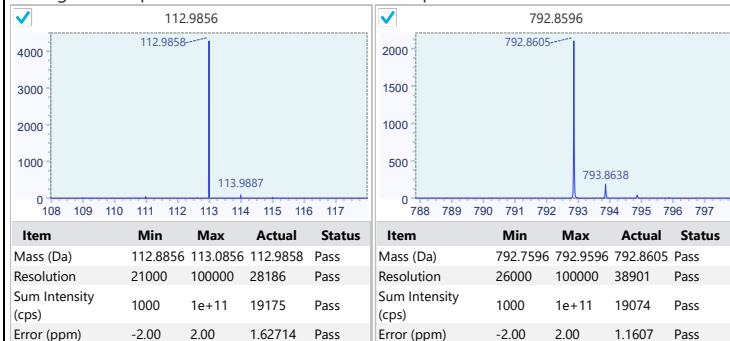 112.9856
112.9858
4000
3000
2000
1000
0
113.9887
108 109 110 111 112 113 114 115 116 117
Item Min Max Actual Status
Mass (Da) 112.8856 113.0856 112.9858 Pass
Resolution 21000 100000 28186 Pass
Sum Intensity
(cps) 1000 1e+11 19175 Pass
Error (ppm) -2.00 2.00 1.62714 Pass
792.8596
792.8605
2000
1500
1000
500
0
793.8638
788 789 790 791 792 793 794 795 796 797
Item Min Max Actual Status
Mass (Da) 792.7596 792.9596 792.8605 Pass
Resolution 26000 100000 38901 Pass
Sum Intensity
(cps) 1000 1e+11 19074 Pass
Error (ppm) -2.00 2.00 1.1607 Pass